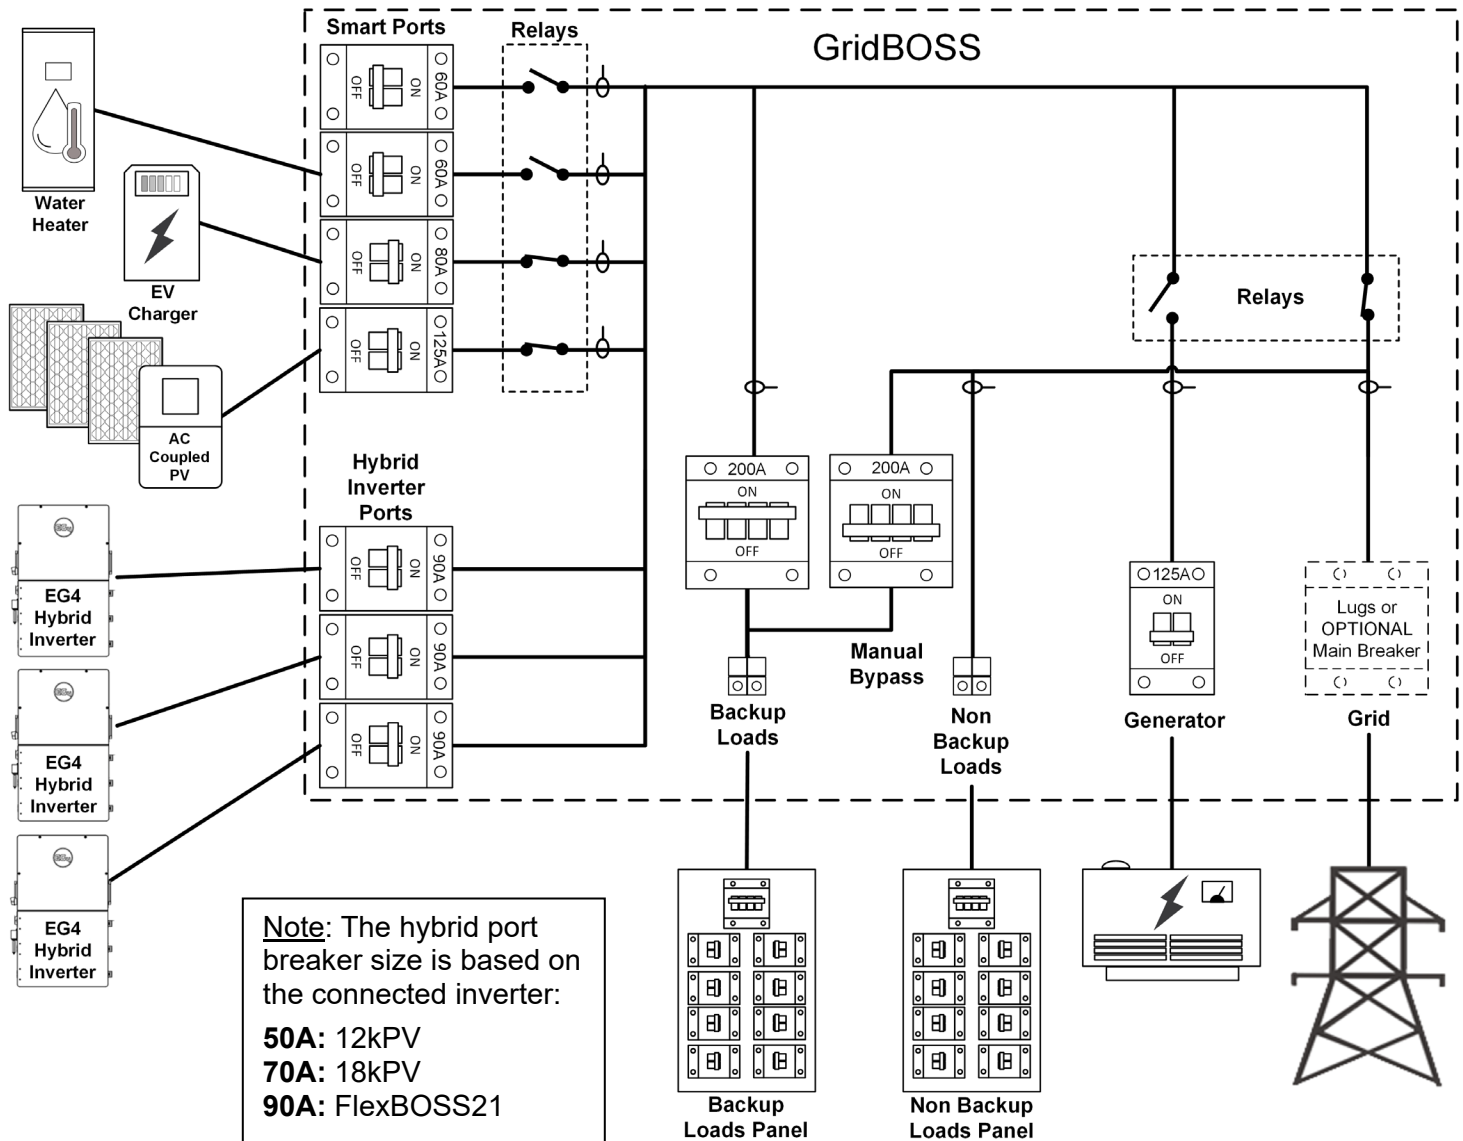 GridBOSS
Smart Ports
Relays
60A
ON
OFF
60A
ON
OFF
80A
ON
OFF
125A
ON
OFF
Water
Heater
EV
Charger
AC
Coupled
PV
Relays
Hybrid
Inverter
Ports
90A
ON
OFF
90A
ON
OFF
90A
ON
OFF
EG4
Hybrid
Inverter
EG4
Hybrid
Inverter
EG4
Hybrid
Inverter
200A
ON
OFF
200A
ON
OFF
Manual
Bypass
125A
ON
OFF
Lugs or
OPTIONAL
Main Breaker
Backup
Loads
Non
Backup
Loads
Generator
Grid
Note: The hybrid port
breaker size is based on
the connected inverter:
50A: 12kPV
70A: 18kPV
90A: FlexBOSS21
Backup
Loads Panel
Non Backup
Loads Panel